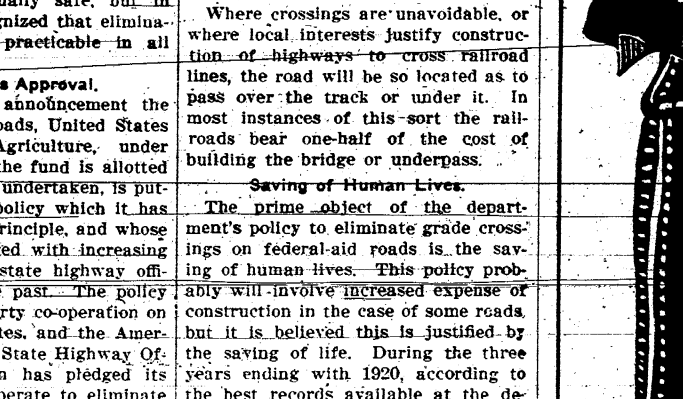 ually safe, but in
gnized that elimina-
practicable in all
s Approval.
announcement the
oads, United States
Agriculture, under
the fund is allotted
undertaken, is put-
policy which it has
rinciple, and whose
ed with increasing
state highway offi-
past. The policy
rty co-operation on
tes, and the Amer-
State Highway Of-
n has pledged its
perate to eliminate
Where crossings are unavoidable, or
where local interests justify construc-
tion of highways to cross railroad
lines, the road will be so located as to
pass over the track or under it. In
most instances of this sort the rail-
roads bear one-half of the cost of
building the bridge or underpass.
Saving of Human Lives.
The prime object of the depart-
ment's policy to eliminate grade cross-
ings on federal-aid roads is the sav-
ing of human lives. This policy prob-
ably will involve increased expense of
construction in the case of some roads,
but it is believed this is justified by
the saving of life. During the three
years ending with 1920, according to
the best records available at the de-